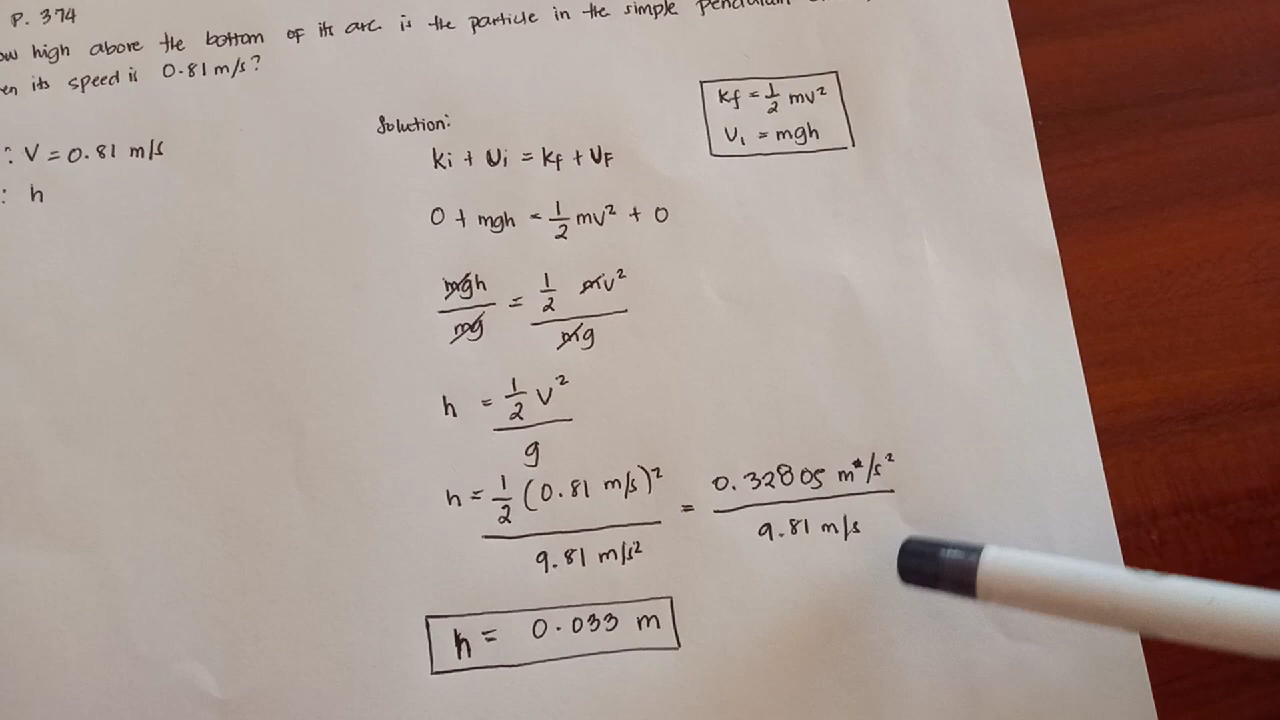 P. 374
high above the bottom of its arc is the particle in the simple
its speed is 0.81 m/s?
: V = 0.81 m/s
: h
Solution:
Ki + Ui = Kf + UF
0 + mgh = 1/2 mv² + 0
mgh/mg = 1/2 mv²/mg
h = 1/2 v²/g
h = 1/2 (0.81 m/s)²/9.81 m/s² = 0.32805 m²/s²/9.81 m/s
h = 0.033 m
Kf = 1/2 mv²
U₁ = mgh